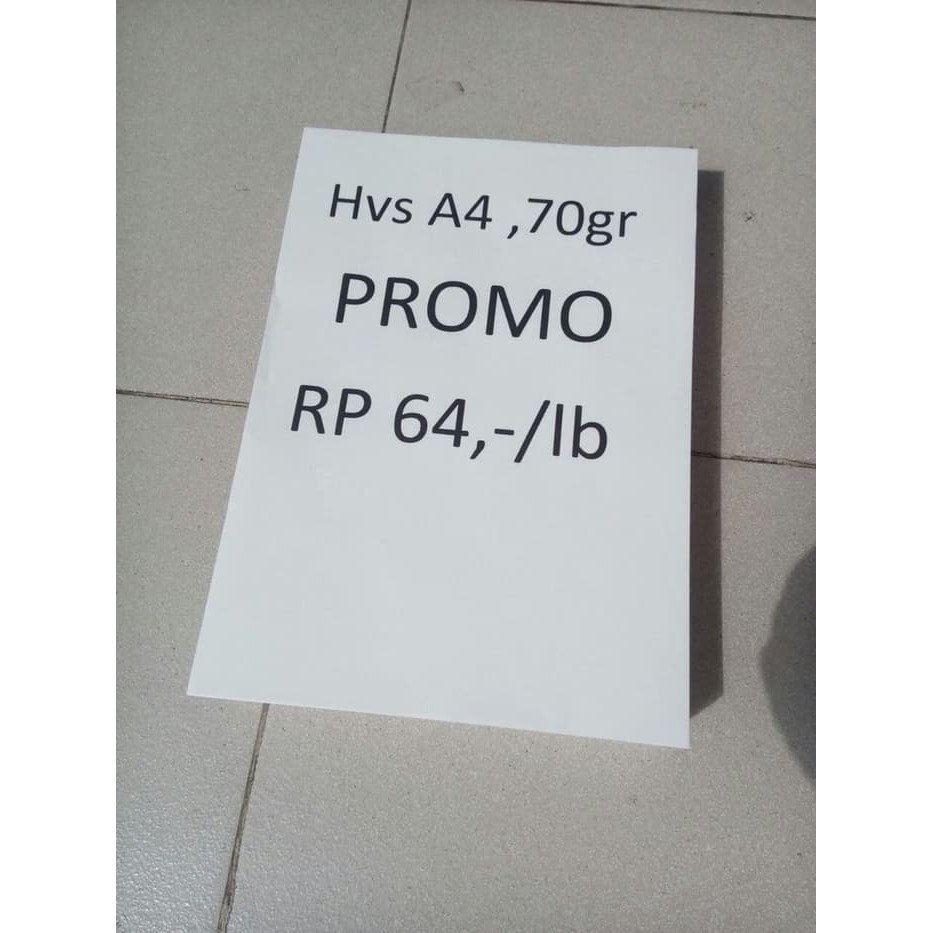 Hvs A4 ,70gr
PROMO
RP 64,-/lb